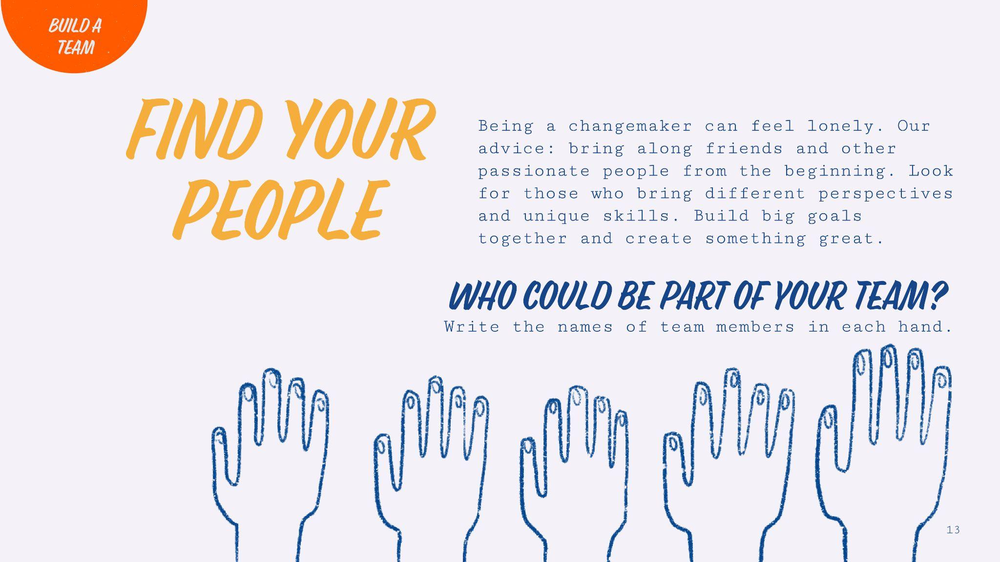 BUILD A
TEAM
FIND YOUR
PEOPLE
Being a changemaker can feel lonely. Our
advice: bring along friends and other
passionate people from the beginning. Look
for those who bring different perspectives
and unique skills. Build big goals
together and create something great.
WHO COULD BE PART OF YOUR TEAM?
Write the names of team members in each hand.
13